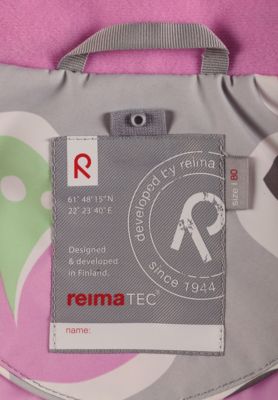 R
61° 48' 15"N
22° 23' 40"E
developed by reima
R
since 1944
size | 80
Designed
& developed
in Finland.
reimaTEC®
name: